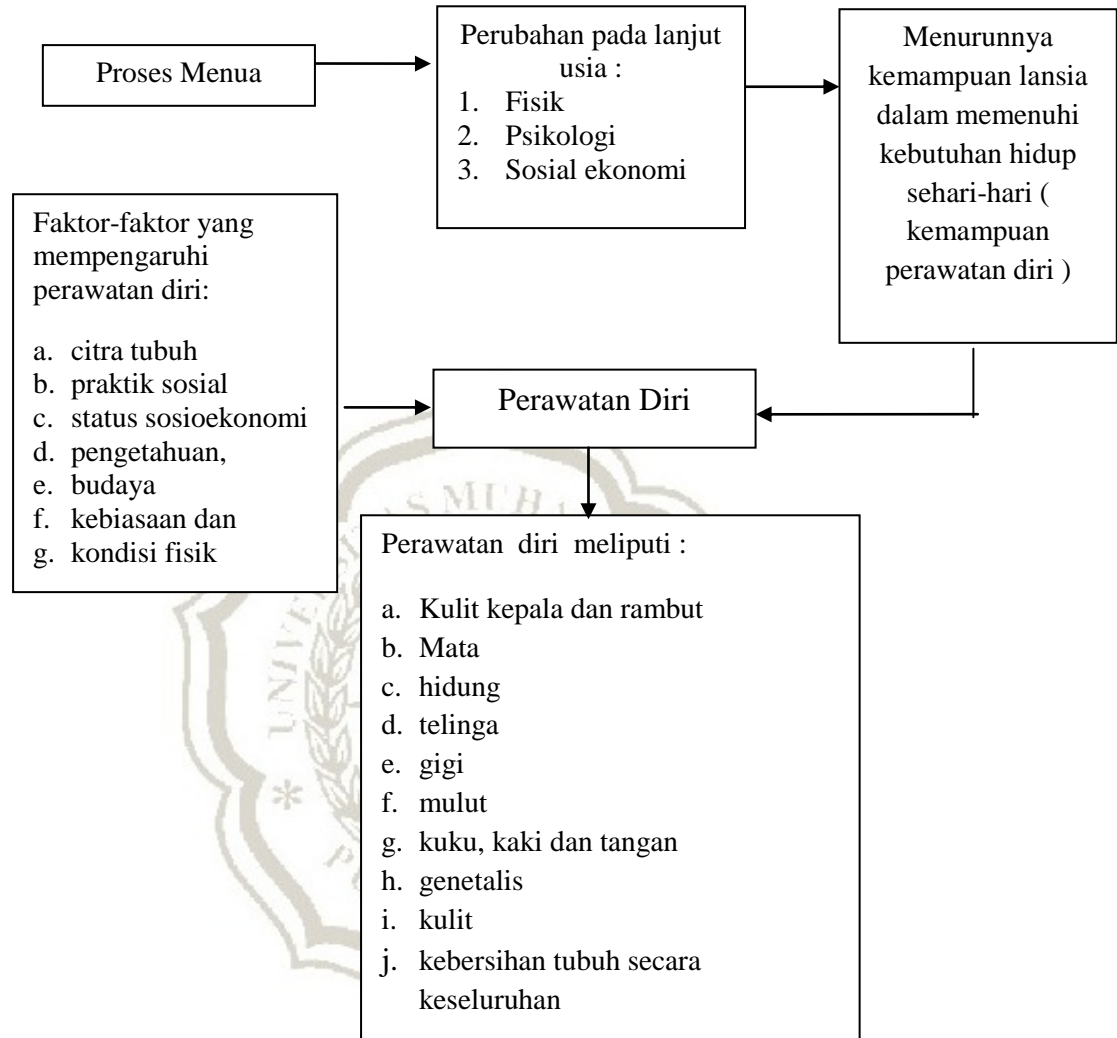 Proses Menua
Perubahan pada lanjut
usia :
1. Fisik
2. Psikologi
3. Sosial ekonomi
Menurunnya
kemampuan lansia
dalam memenuhi
kebutuhan hidup
sehari-hari (
kemampuan
perawatan diri )
Faktor-faktor yang
mempengaruhi
perawatan diri:
a. citra tubuh
b. praktik sosial
c. status sosioekonomi
d. pengetahuan,
e. budaya
f. kebiasaan dan
g. kondisi fisik
Perawatan Diri
Perawatan diri meliputi :
a. Kulit kepala dan rambut
b. Mata
c. hidung
d. telinga
e. gigi
f. mulut
g. kuku, kaki dan tangan
h. genetalis
i. kulit
j. kebersihan tubuh secara
keseluruhan